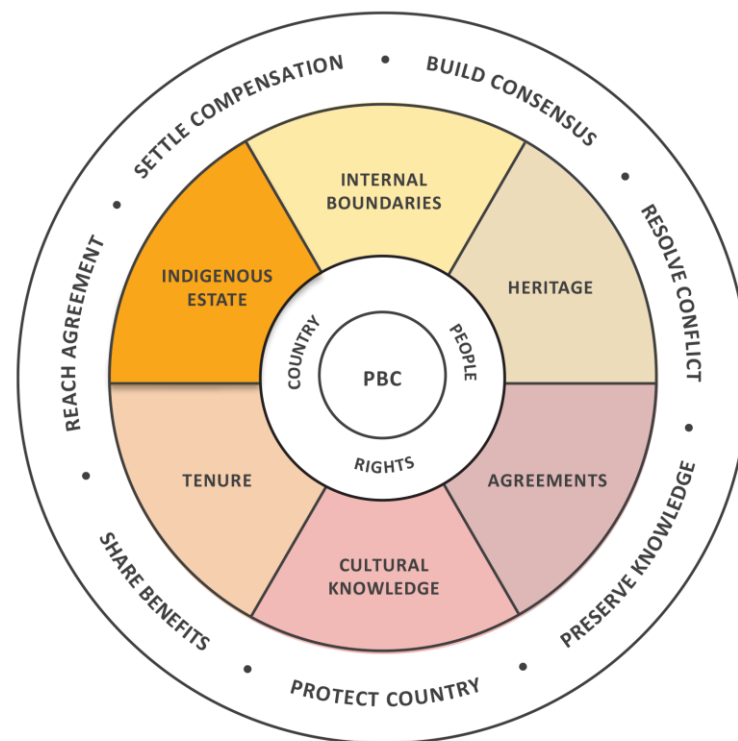 SETTLE COMPENSATION
BUILD CONSENSUS
RESOLVE CONFLICT
PRESERVE KNOWLEDGE
PROTECT COUNTRY
SHARE BENEFITS
REACH AGREEMENT
INTERNAL
BOUNDARIES
HERITAGE
AGREEMENTS
CULTURAL
KNOWLEDGE
TENURE
INDIGENOUS
ESTATE
COUNTRY
PEOPLE
RIGHTS
PBC